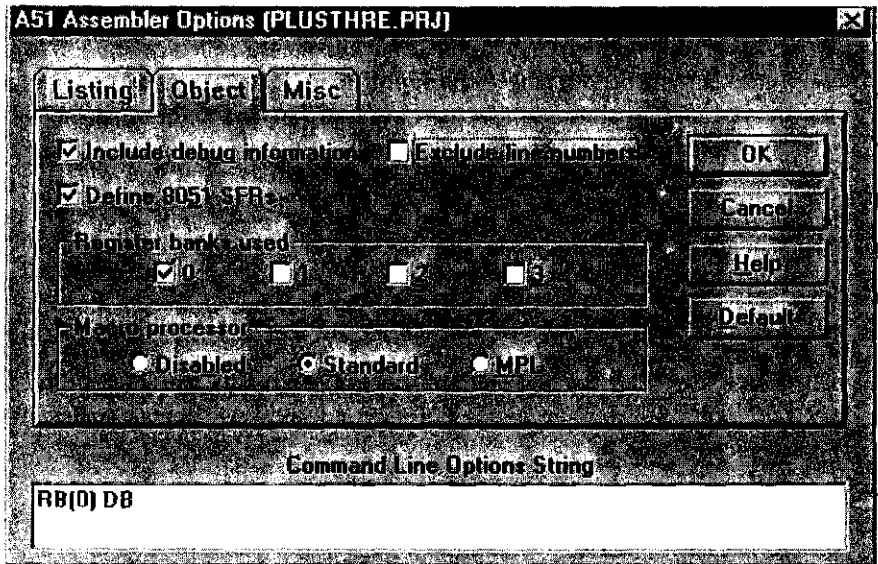 A51 Assembler Options (PLUSTHRE.PRJ)
Listing Object Misc
Include debug information Exclude line numbers OK
Define 8051 SFRs Cancel
Register banks used
0 1 2 3 Help
Default
Macro processor
Disabled Standard MPL
Command Line Options String
RB(0) DB